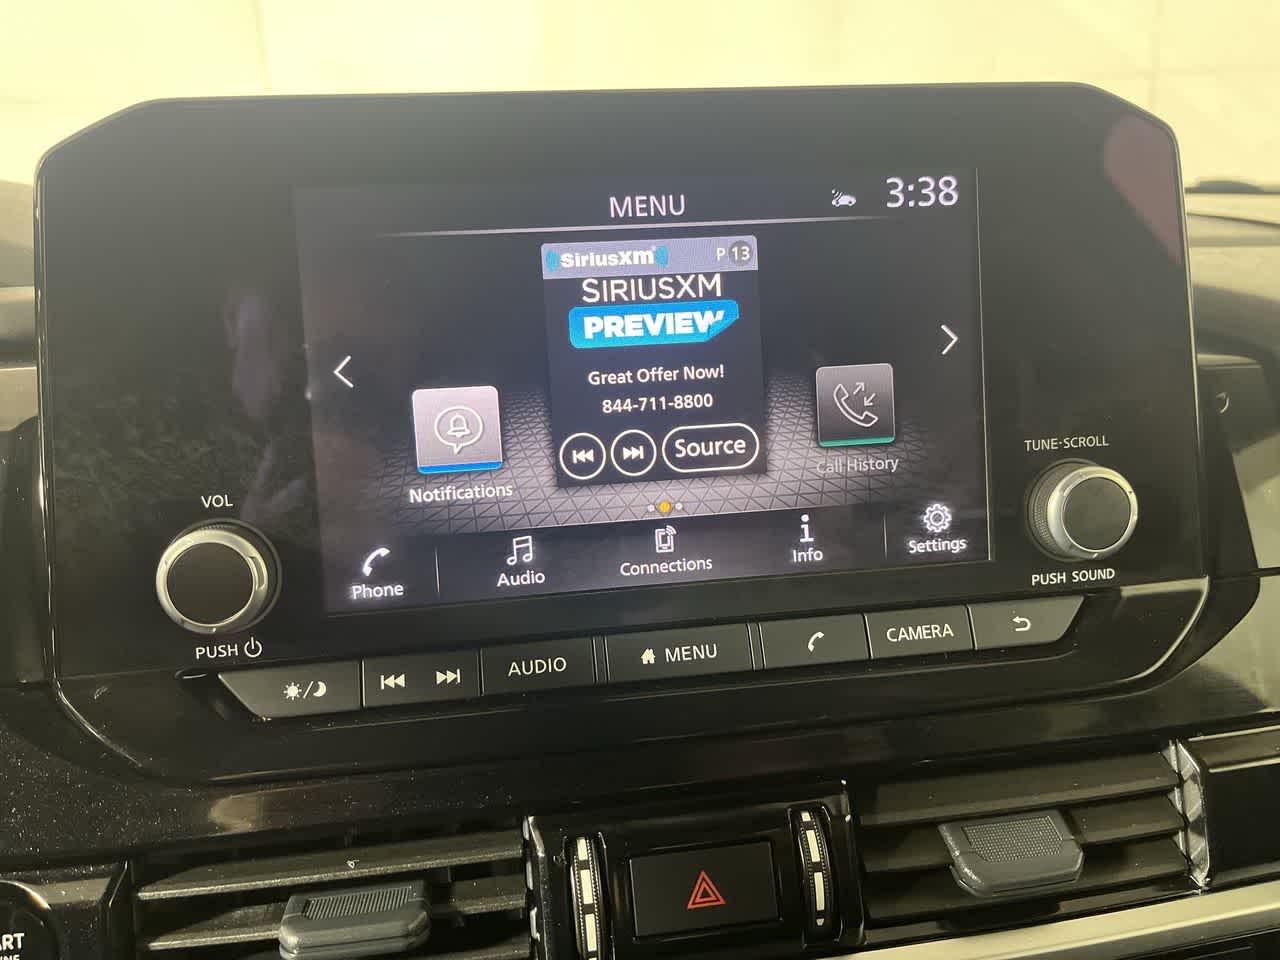 MENU
3:38
SiriusXm P 13
SIRIUSXM
PREVIEW
Great Offer Now!
844-711-8800
Source
Notifications
Call History
Phone
Audio
Connections
Info
Settings
VOL
PUSH
TUNE·SCROLL
PUSH SOUND
AUDIO
MENU
CAMERA